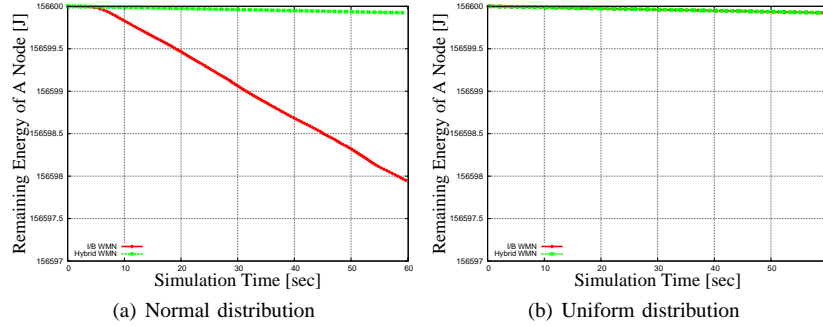 Remaining Energy of A Node [J]
156600
156599.5
156599
156598.5
156598
156597.5
156597
I/B WMN
Hybrid WMN
0 10 20 30 40 50 60
Simulation Time [sec]
(a) Normal distribution
Remaining Energy of A Node [J]
156600
156599.5
156599
156598.5
156598
156597.5
156597
I/B WMN
Hybrid WMN
0 10 20 30 40 50
Simulation Time [sec]
(b) Uniform distribution